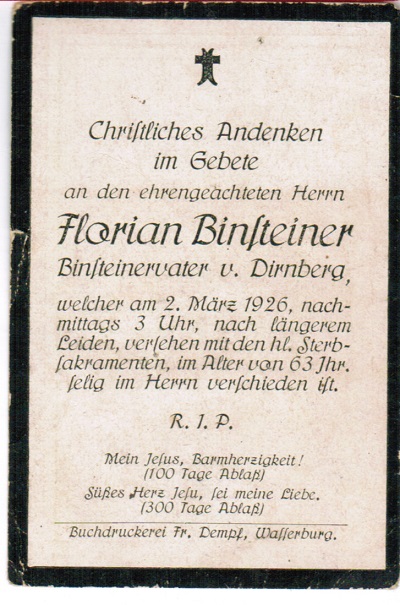 Chriſtliches Andenken
im Gebete
an den ehrengeachteten Herrn
Florian Binſteiner
Binſteinervater v. Dirnberg,
welcher am 2. März 1926, nach-
mittags 3 Uhr, nach längerem
Leiden, verſehen mit den hl. Sterb-
ſakramenten, im Alter von 63 Jhr.
ſelig im Herrn verſchieden iſt.
R. I. P.
Mein Jeſus, Barmherzigkeit!
(100 Tage Ablaß)
Süßes Herz Jeſu, ſei meine Liebe.
(300 Tage Ablaß)
Buchdruckerei Fr. Dempf, Waſſerburg.